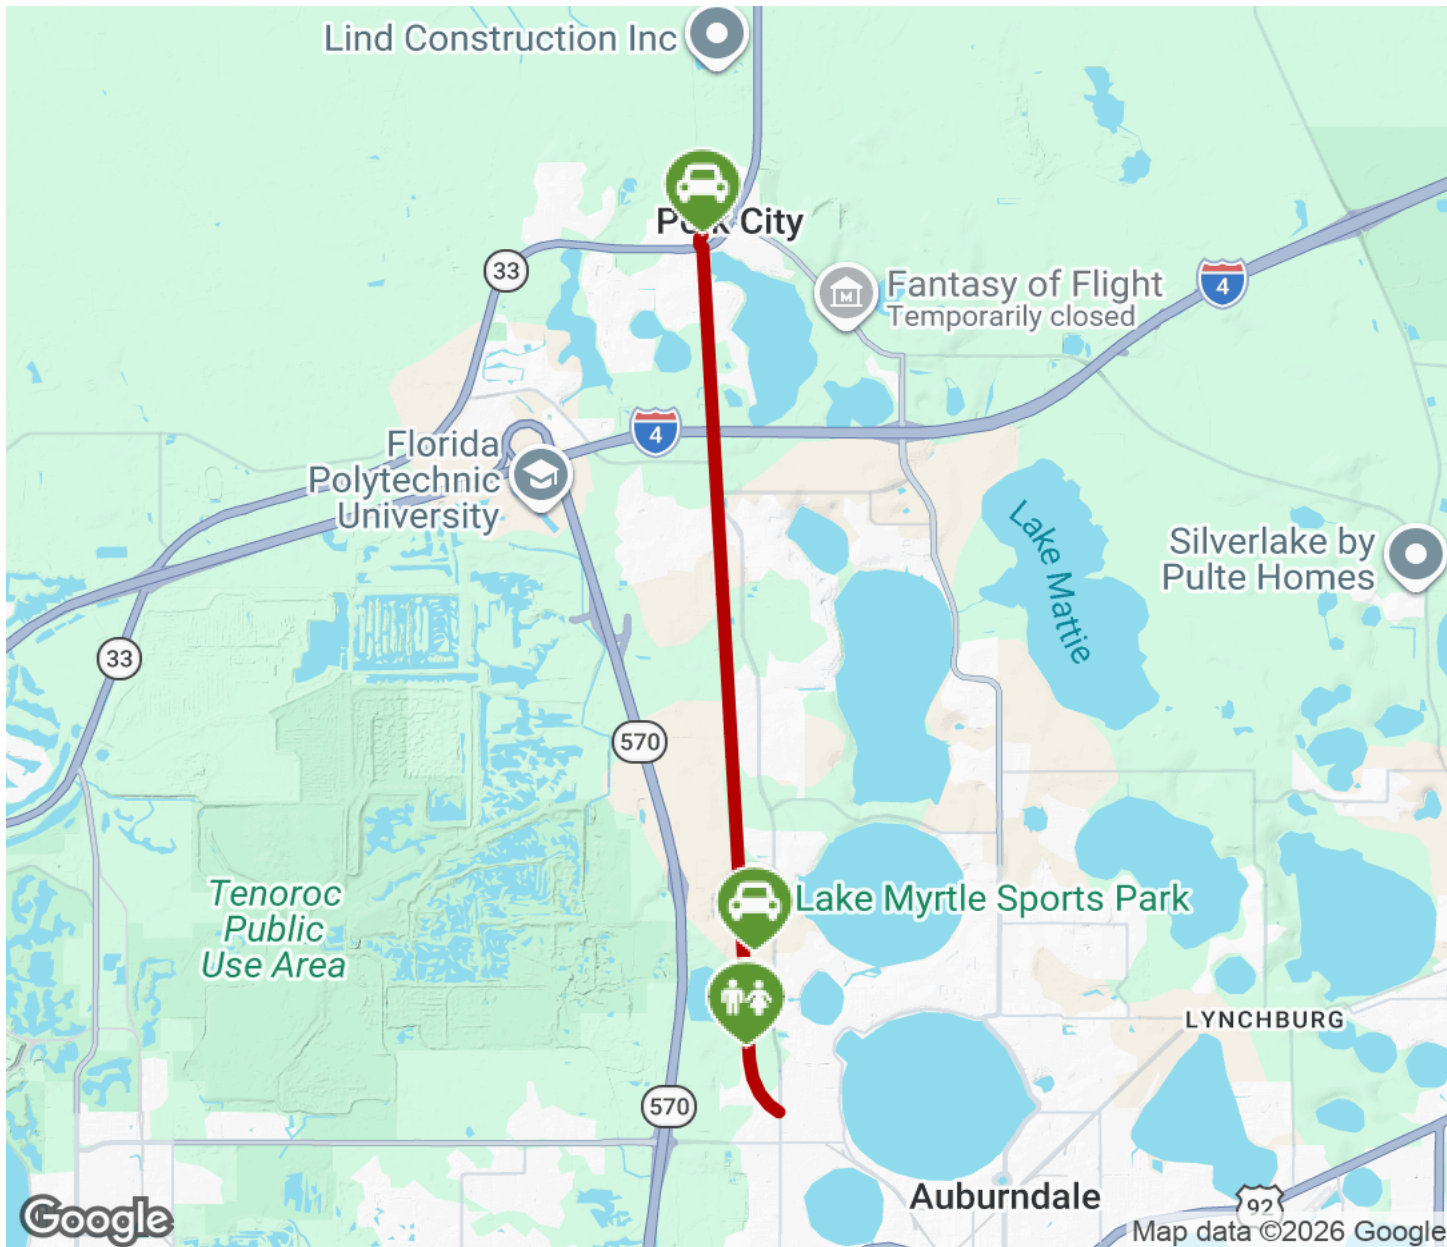 Lind Construction Inc
Polk City
33
4
Fantasy of Flight
Temporarily closed
4
Florida
Polytechnic
University
Lake Mattie
Silverlake by
Pulte Homes
33
570
Tenoroc
Public
Use Area
Lake Myrtle Sports Park
LYNCHBURG
570
Auburndale
92
Google
Map data ©2026 Google